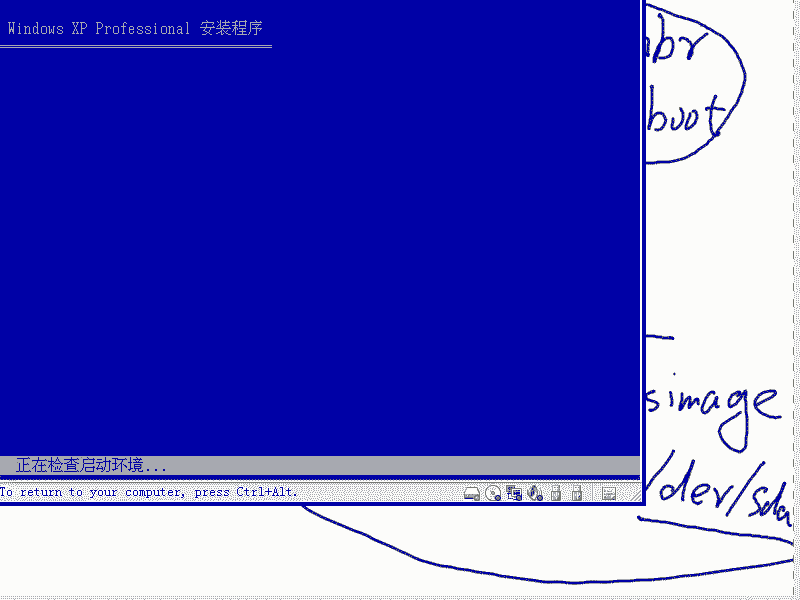 Windows XP Professional 安装程序
mbr
boot
simage
/dev/sda
正在检查启动环境...
To return to your computer, press Ctrl+Alt.